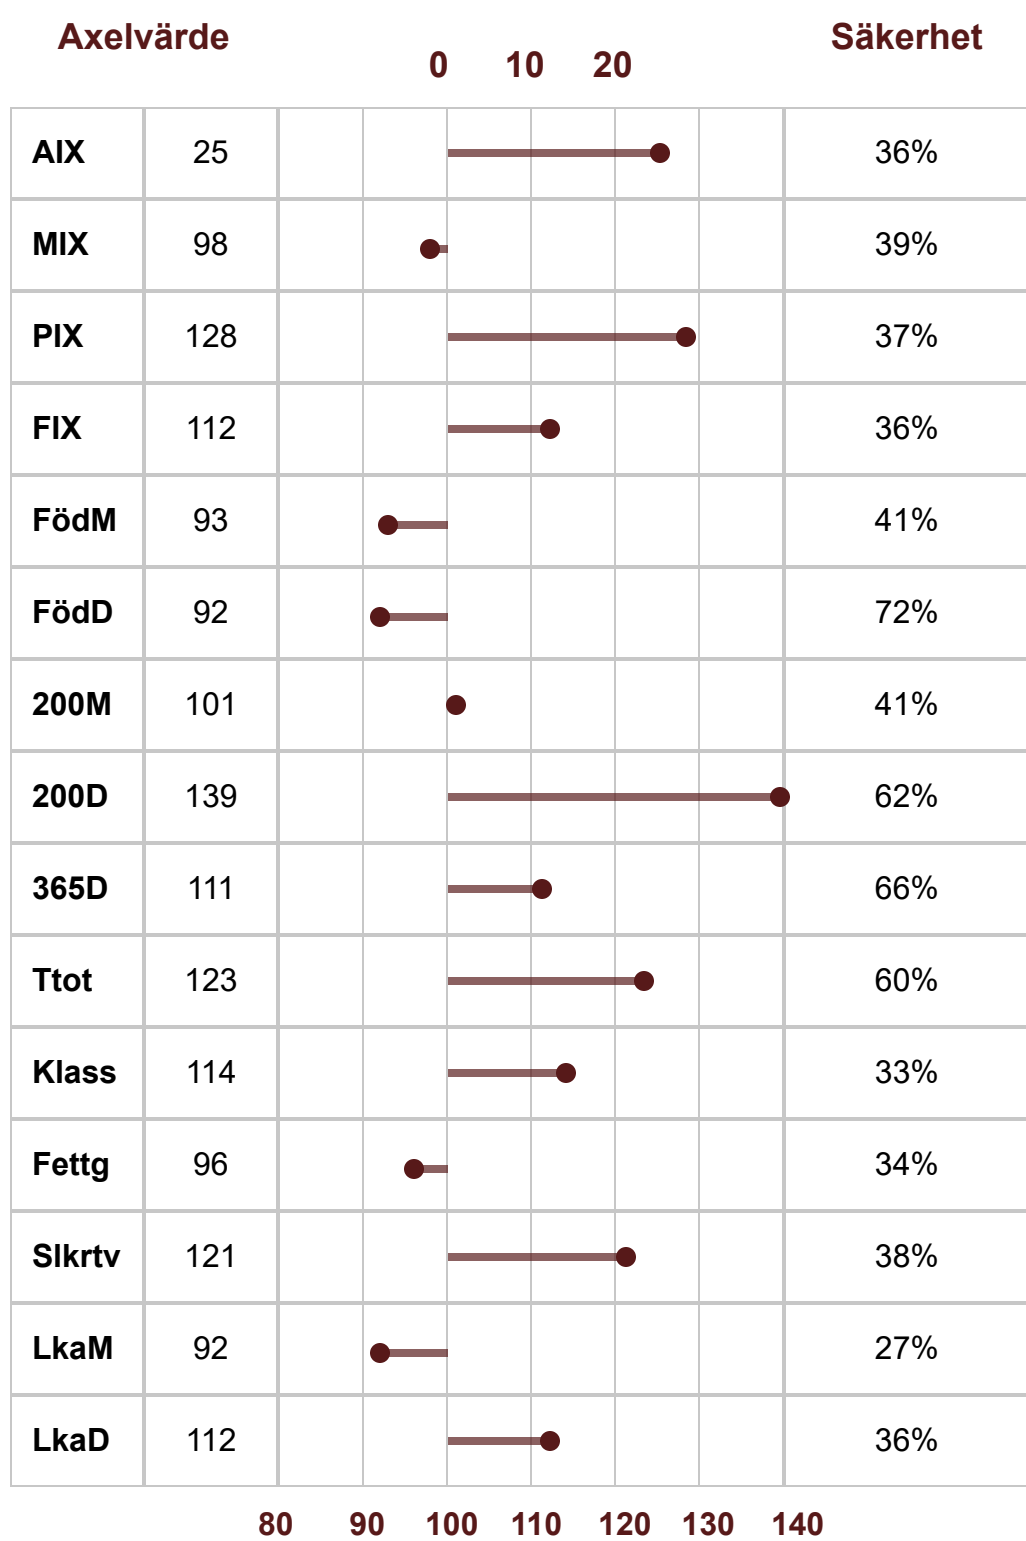 Axelvärde Säkerhet
0 10 20
AIX 25 36%
MIX 98 39%
PIX 128 37%
FIX 112 36%
FödM 93 41%
FödD 92 72%
200M 101 41%
200D 139 62%
365D 111 66%
Ttot 123 60%
Klass 114 33%
Fettg 96 34%
Slkrtv 121 38%
LkaM 92 27%
LkaD 112 36%
80 90 100 110 120 130 140